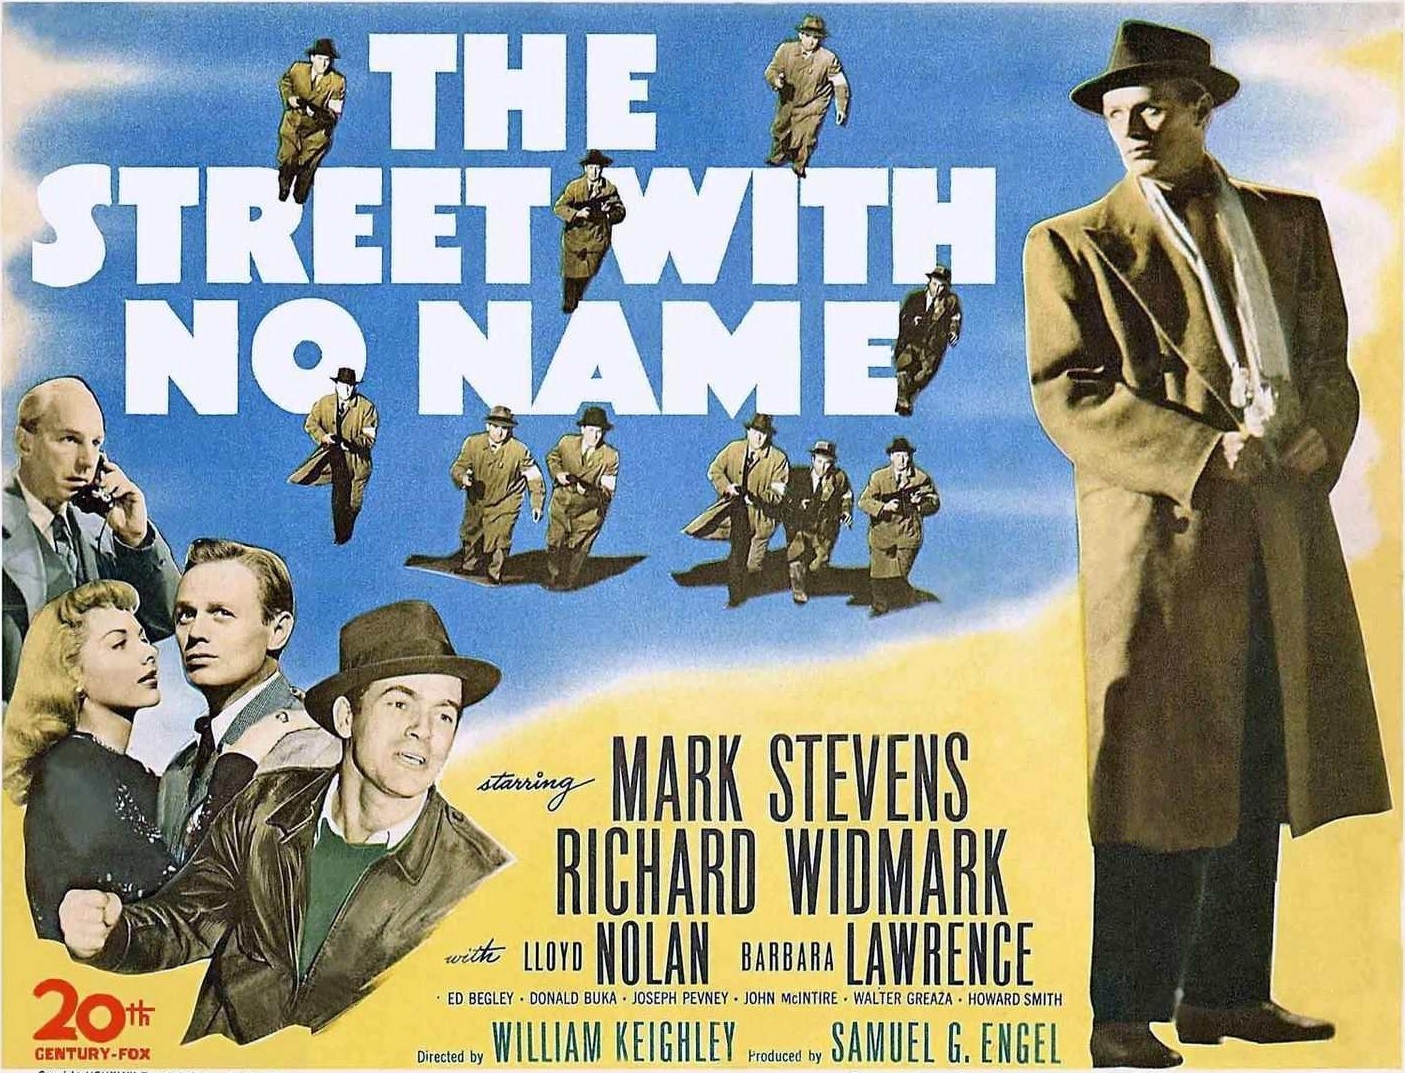 THE
STREET WITH
NO NAME
starring MARK STEVENS
RICHARD WIDMARK
with LLOYD NOLAN BARBARA LAWRENCE
· ED BEGLEY · DONALD BUKA · JOSEPH PEVNEY · JOHN McINTIRE · WALTER GREAZA · HOWARD SMITH
Directed by WILLIAM KEIGHLEY Produced by SAMUEL G. ENGEL
20th
CENTURY-FOX